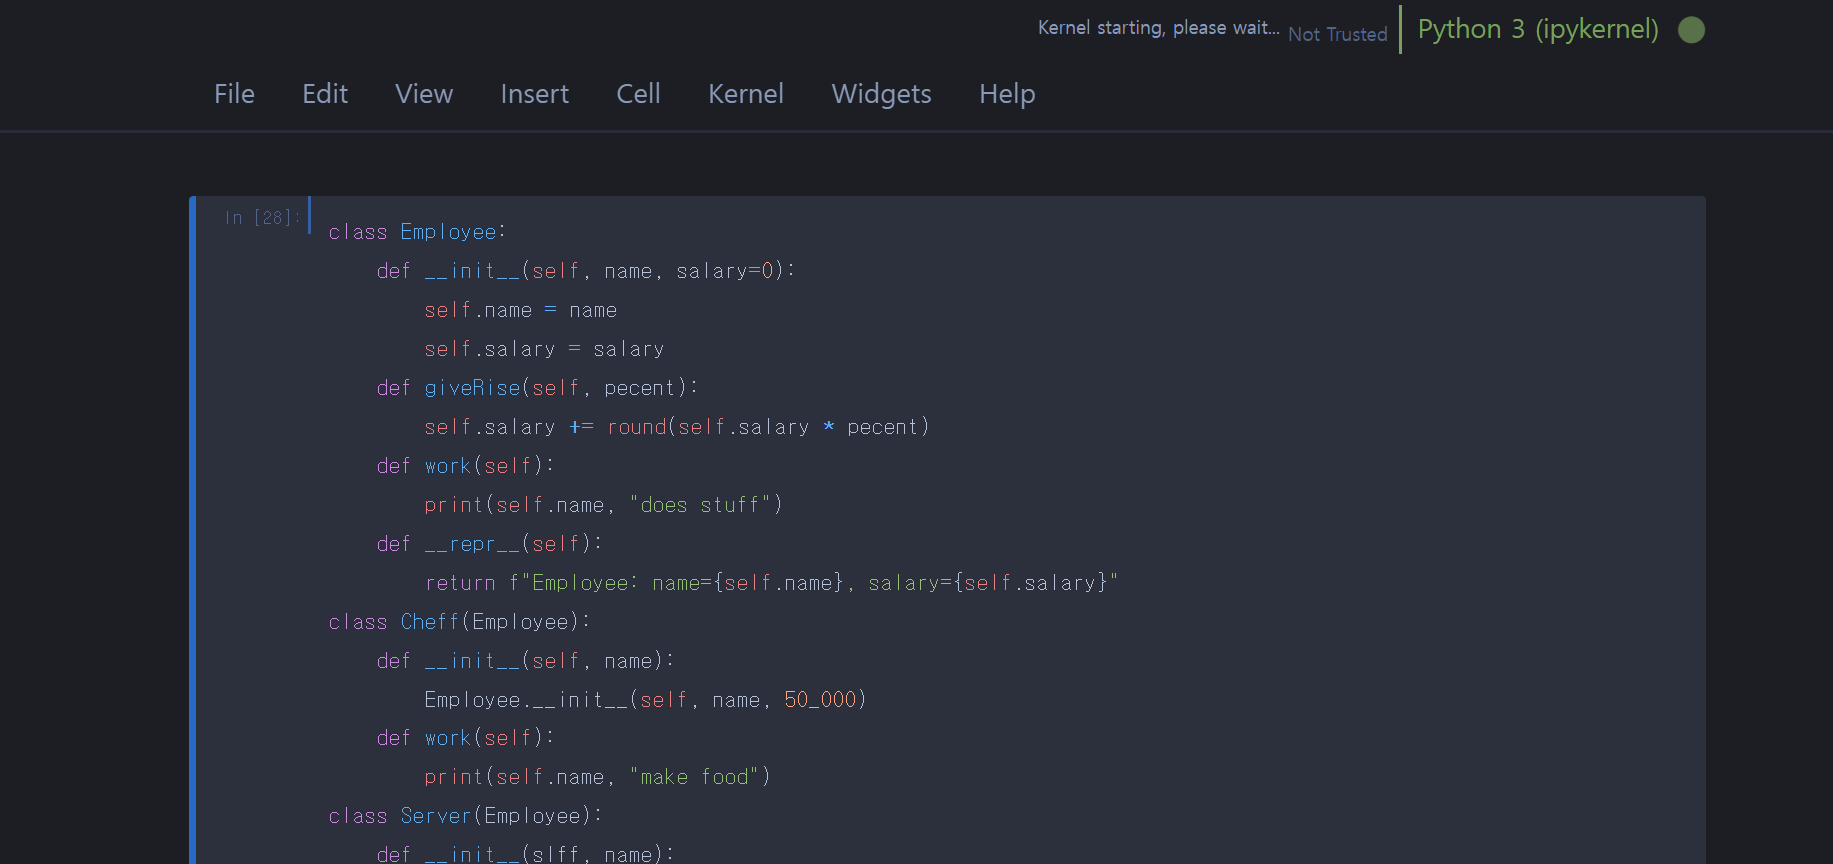 Kernel starting, please wait... Not Trusted Python 3 (ipykernel)
File Edit View Insert Cell Kernel Widgets Help
In [28]:
class Employee:
    def __init__(self, name, salary=0):
        self.name = name
        self.salary = salary
    def giveRise(self, pecent):
        self.salary += round(self.salary * pecent)
    def work(self):
        print(self.name, "does stuff")
    def __repr__(self):
        return f"Employee: name={self.name}, salary={self.salary}"
class Cheff(Employee):
    def __init__(self, name):
        Employee.__init__(self, name, 50_000)
    def work(self):
        print(self.name, "make food")
class Server(Employee):
    def __init__(slff, name):